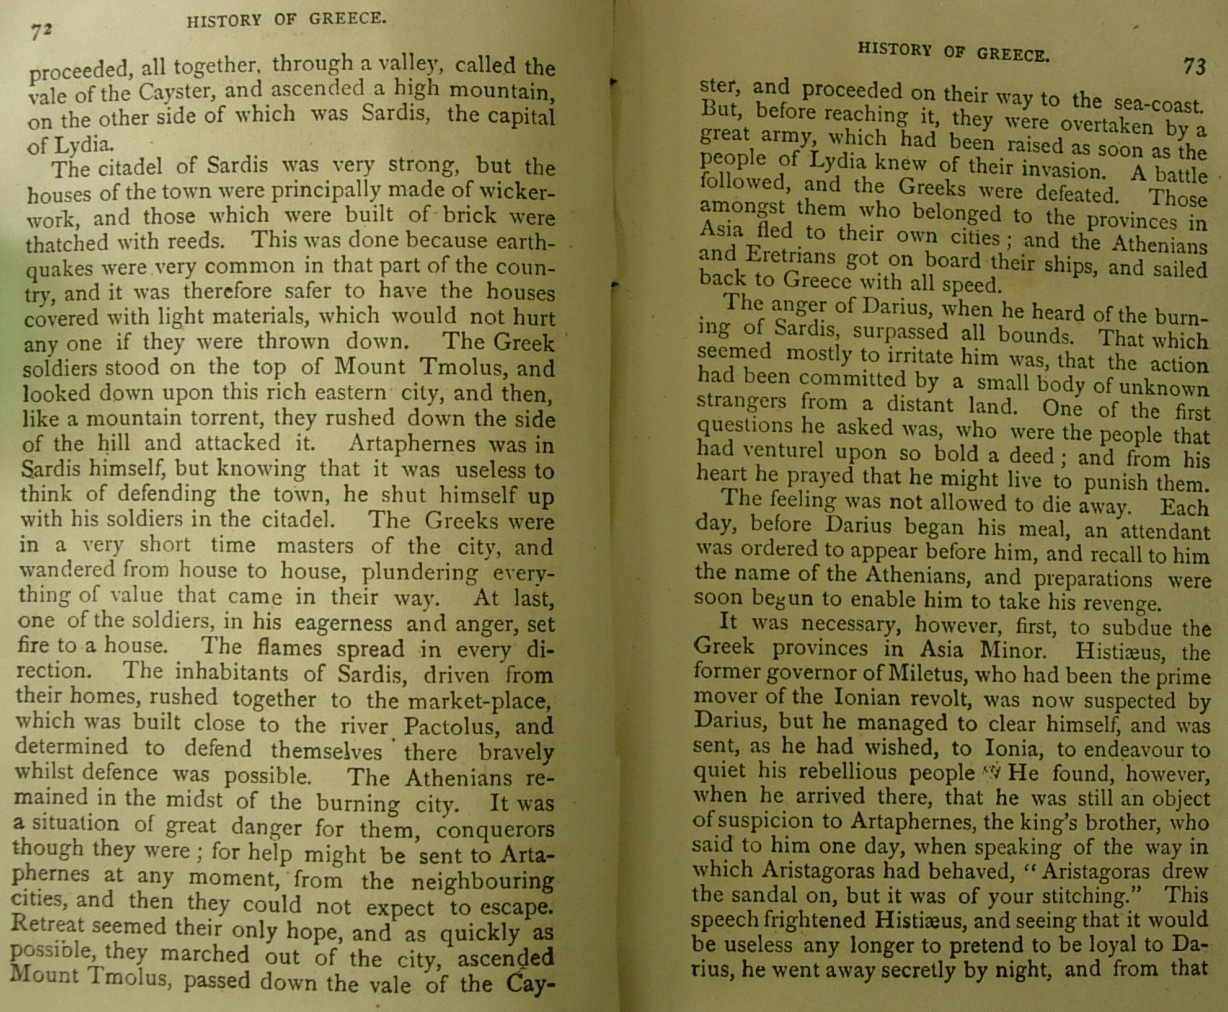 72
HISTORY OF GREECE.
proceeded, all together, through a valley, called the
vale of the Cayster, and ascended a high mountain,
on the other side of which was Sardis, the capital
of Lydia.
The citadel of Sardis was very strong, but the
houses of the town were principally made of wicker-
work, and those which were built of brick were
thatched with reeds. This was done because earth-
quakes were very common in that part of the coun-
try, and it was therefore safer to have the houses
covered with light materials, which would not hurt
any one if they were thrown down. The Greek
soldiers stood on the top of Mount Tmolus, and
looked down upon this rich eastern city, and then,
like a mountain torrent, they rushed down the side
of the hill and attacked it. Artaphernes was in
Sardis himself, but knowing that it was useless to
think of defending the town, he shut himself up
with his soldiers in the citadel. The Greeks were
in a very short time masters of the city, and
wandered from house to house, plundering every-
thing of value that came in their way. At last,
one of the soldiers, in his eagerness and anger, set
fire to a house. The flames spread in every di-
rection. The inhabitants of Sardis, driven from
their homes, rushed together to the market-place,
which was built close to the river Pactolus, and
determined to defend themselves there bravely
whilst defence was possible. The Athenians re-
mained in the midst of the burning city. It was
a situation of great danger for them, conquerors
though they were ; for help might be sent to Arta-
phernes at any moment, from the neighbouring
cities, and then they could not expect to escape.
Retreat seemed their only hope, and as quickly as
possible, they marched out of the city, ascended
Mount Tmolus, passed down the vale of the Cay-
HISTORY OF GREECE.
73
ster, and proceeded on their way to the sea-coast.
But, before reaching it, they were overtaken by a
great army, which had been raised as soon as the
people of Lydia knew of their invasion. A battle
followed, and the Greeks were defeated. Those
amongst them who belonged to the provinces in
Asia fled to their own cities ; and the Athenians
and Eretrians got on board their ships, and sailed
back to Greece with all speed.
The anger of Darius, when he heard of the burn-
ing of Sardis, surpassed all bounds. That which
seemed mostly to irritate him was, that the action
had been committed by a small body of unknown
strangers from a distant land. One of the first
questions he asked was, who were the people that
had venturel upon so bold a deed ; and from his
heart he prayed that he might live to punish them.
The feeling was not allowed to die away. Each
day, before Darius began his meal, an attendant
was ordered to appear before him, and recall to him
the name of the Athenians, and preparations were
soon begun to enable him to take his revenge.
It was necessary, however, first, to subdue the
Greek provinces in Asia Minor. Histiæus, the
former governor of Miletus, who had been the prime
mover of the Ionian revolt, was now suspected by
Darius, but he managed to clear himself, and was
sent, as he had wished, to Ionia, to endeavour to
quiet his rebellious people He found, however,
when he arrived there, that he was still an object
of suspicion to Artaphernes, the king's brother, who
said to him one day, when speaking of the way in
which Aristagoras had behaved, “ Aristagoras drew
the sandal on, but it was of your stitching.” This
speech frightened Histiæus, and seeing that it would
be useless any longer to pretend to be loyal to Da-
rius, he went away secretly by night, and from that